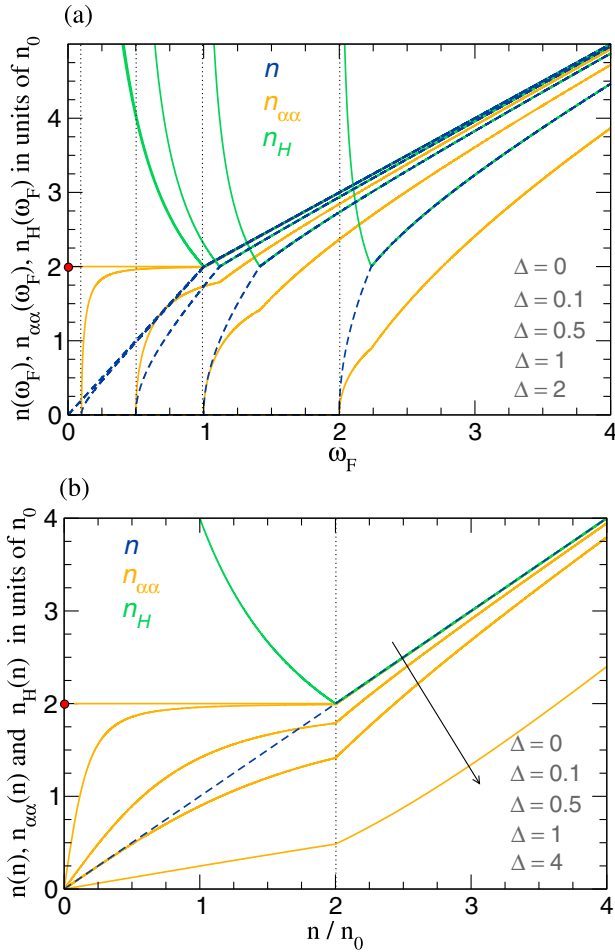 (a)
n(ω_F), n_αα(ω_F), n_H(ω_F) in units of n_0
4
3
2
1
0
n
n_αα
n_H
Δ = 0
Δ = 0.1
Δ = 0.5
Δ = 1
Δ = 2
0 1 2 3 4
ω_F
(b)
n(n), n_αα(n) and n_H(n) in units of n_0
4
3
2
1
0
n
n_αα
n_H
Δ = 0
Δ = 0.1
Δ = 0.5
Δ = 1
Δ = 4
0 1 2 3 4
n / n_0